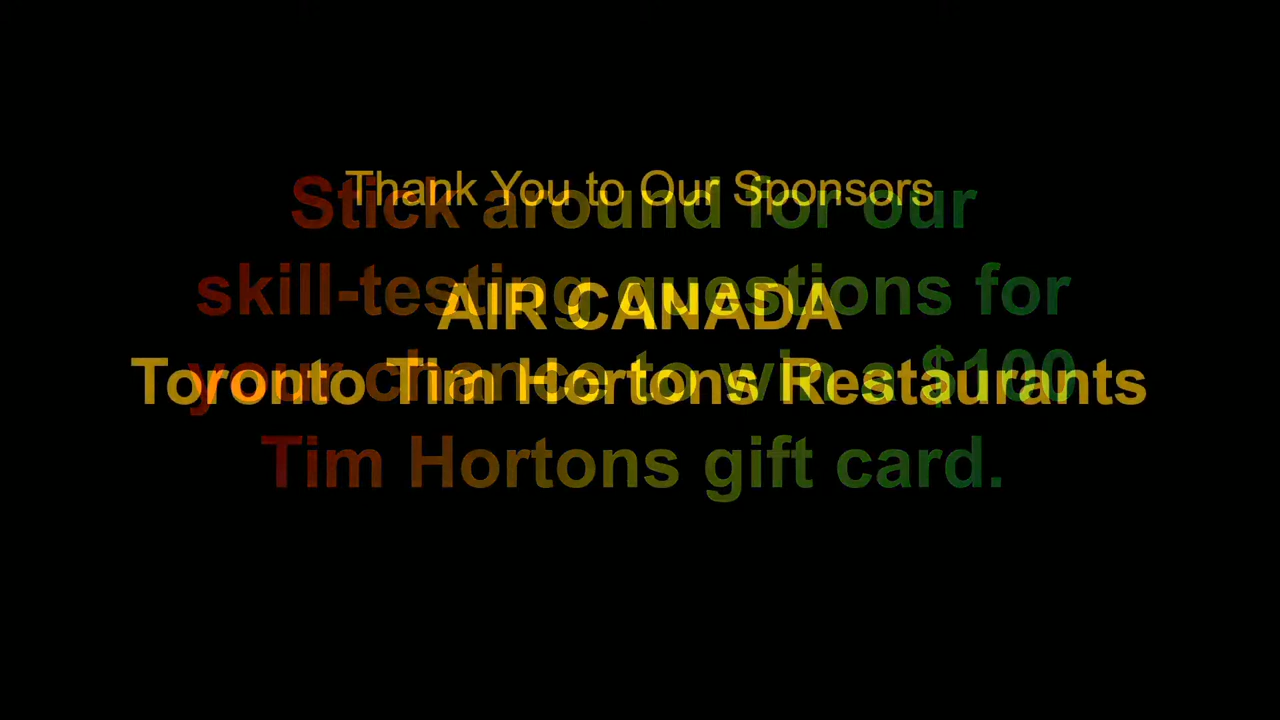 Thank You to Our Sponsors
AIR CANADA
Toronto Tim Hortons Restaurants
Stick around for our
skill-testing questions for
your chance to win a $100
Tim Hortons gift card.